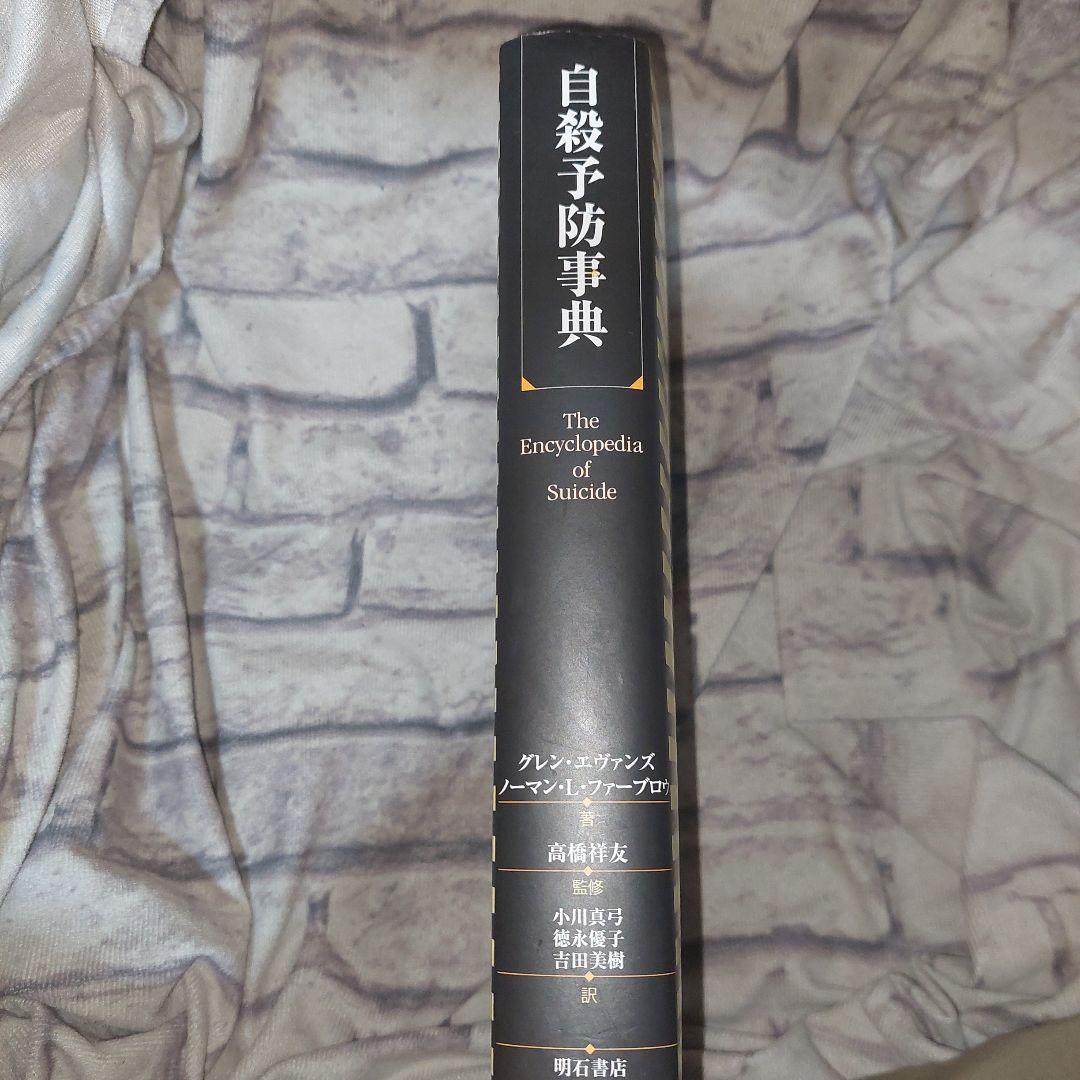 自殺予防事典
The
Encyclopedia
of
Suicide
グレン・エヴァンズ
ノーマン・L・ファーブロウ
著
高橋祥友
監修
小川真弓
徳永優子
吉田美樹
訳
明石書店